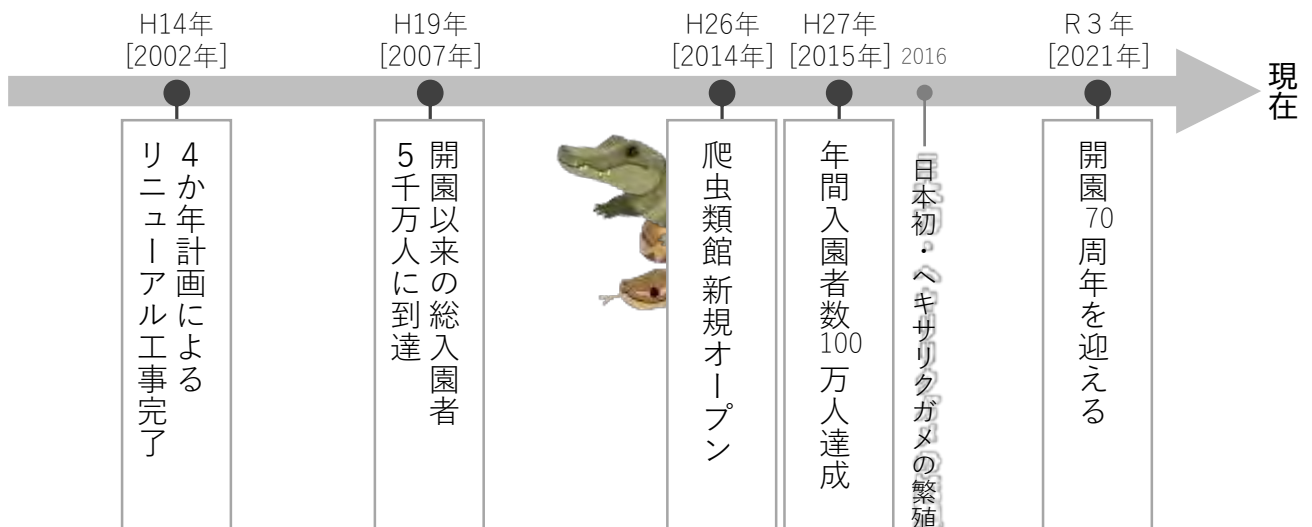 H14年
[2002年]
H19年
[2007年]
H26年
[2014年]
H27年
[2015年]
2016
R３年
[2021年]
現在
４か年計画による
リニューアル工事完了
開園以来の総入園者
５千万人に到達
爬虫類館 新規オープン
年間入園者数100万人達成
日本初・ヘキサリクガメの繁殖
開園70周年を迎える